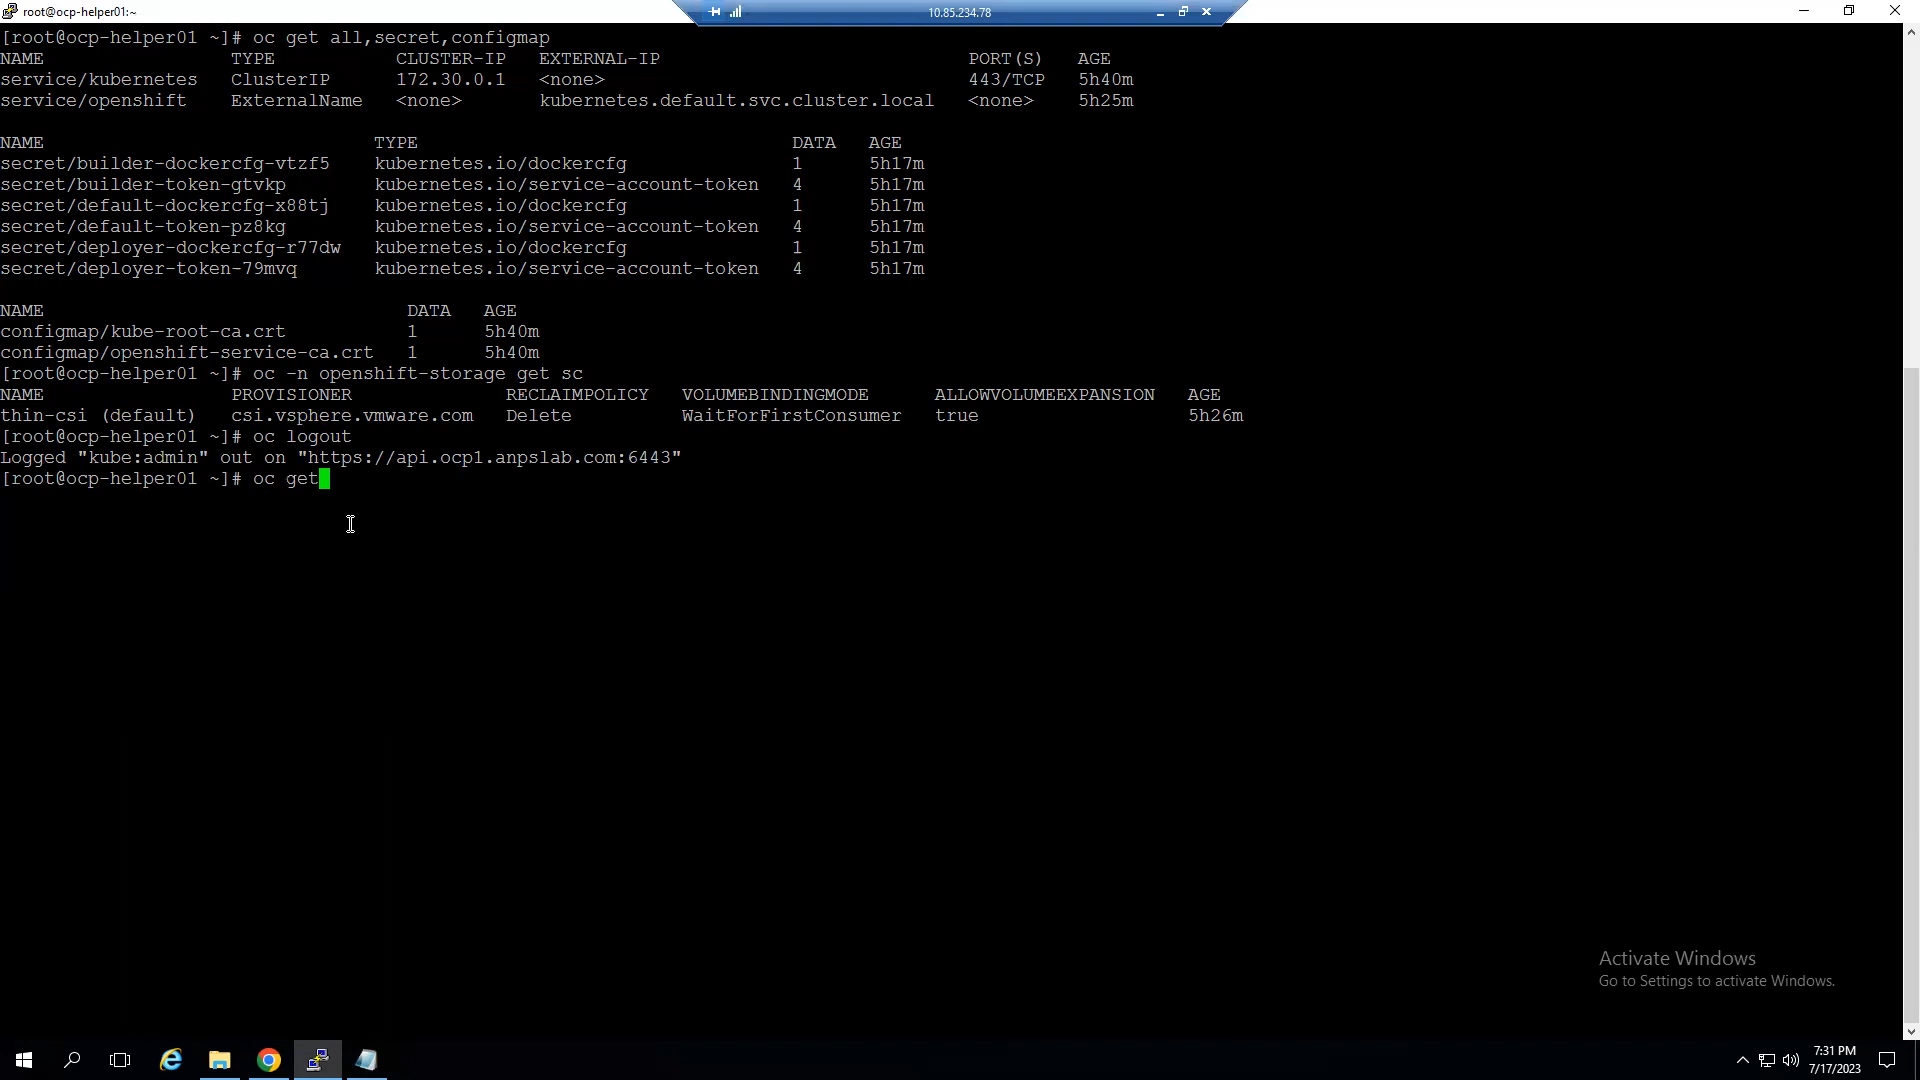 root@ocp-helper01:~
10.85.234.78
[root@ocp-helper01 ~]# oc get all,secret,configmap
NAME TYPE CLUSTER-IP EXTERNAL-IP PORT(S) AGE
service/kubernetes ClusterIP 172.30.0.1 <none> 443/TCP 5h40m
service/openshift ExternalName <none> kubernetes.default.svc.cluster.local <none> 5h25m
NAME TYPE DATA AGE
secret/builder-dockercfg-vtzf5 kubernetes.io/dockercfg 1 5h17m
secret/builder-token-gtvkp kubernetes.io/service-account-token 4 5h17m
secret/default-dockercfg-x88tj kubernetes.io/dockercfg 1 5h17m
secret/default-token-pz8kg kubernetes.io/service-account-token 4 5h17m
secret/deployer-dockercfg-r77dw kubernetes.io/dockercfg 1 5h17m
secret/deployer-token-79mvq kubernetes.io/service-account-token 4 5h17m
NAME DATA AGE
configmap/kube-root-ca.crt 1 5h40m
configmap/openshift-service-ca.crt 1 5h40m
[root@ocp-helper01 ~]# oc -n openshift-storage get sc
NAME PROVISIONER RECLAIMPOLICY VOLUMEBINDINGMODE ALLOWVOLUMEEXPANSION AGE
thin-csi (default) csi.vsphere.vmware.com Delete WaitForFirstConsumer true 5h26m
[root@ocp-helper01 ~]# oc logout
Logged "kube:admin" out on "https://api.ocp1.anpslab.com:6443"
[root@ocp-helper01 ~]# oc get
Activate Windows
Go to Settings to activate Windows.
7:31 PM
7/17/2023